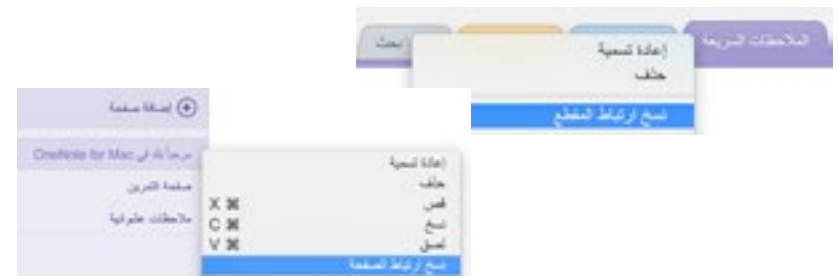 الملاحظات السريعة
بحث
إعادة تسمية
حذف
نسخ ارتباط المقطع
إضافة صفحة
مرحباً بك في OneNote for Mac
صفحة التمرين
ملاحظات عشوائية
إعادة تسمية
حذف
قص ⌘ X
نسخ ⌘ C
لصق ⌘ V
نسخ ارتباط الصفحة